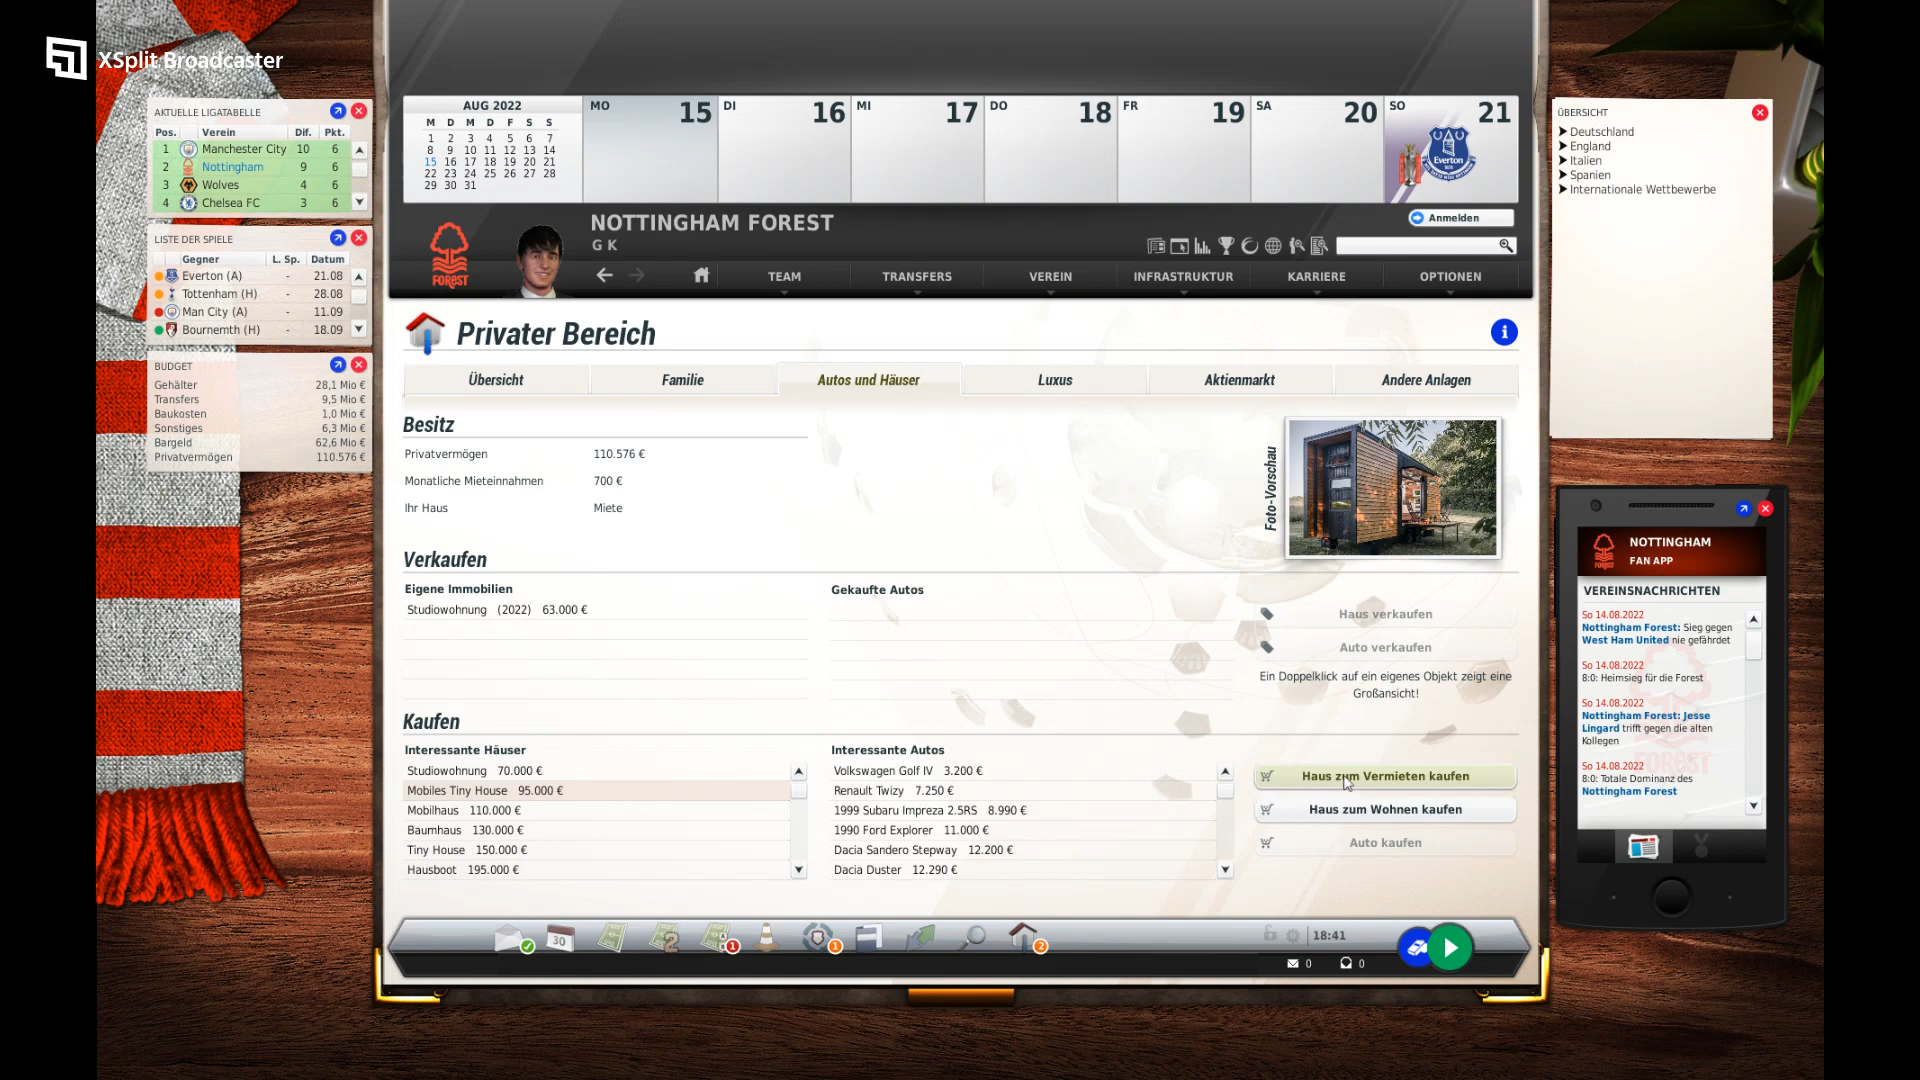 XSplit Broadcaster
AKTUELLE LIGATABELLE
Pos. Verein Dif. Pkt.
1 Manchester City 10 6
2 Nottingham 9 6
3 Wolves 4 6
4 Chelsea FC 3 6
LISTE DER SPIELE
Gegner L. Sp. Datum
Everton (A) - 21.08
Tottenham (H) - 28.08
Man City (A) - 11.09
Bournemth (H) - 18.09
BUDGET
Gehälter 28,1 Mio €
Transfers 9,5 Mio €
Baukosten 1,0 Mio €
Sonstiges 6,3 Mio €
Bargeld 62,6 Mio €
Privatvermögen 110.576 €
AUG 2022
M D M D F S S
1 2 3 4 5 6 7
8 9 10 11 12 13 14
15 16 17 18 19 20 21
22 23 24 25 26 27 28
29 30 31
MO 15
DI 16
MI 17
DO 18
FR 19
SA 20
SO 21
Everton
NOTTINGHAM FOREST
G K
FOREST
Anmelden
TEAM
TRANSFERS
VEREIN
INFRASTRUKTUR
KARRIERE
OPTIONEN
Privater Bereich
Übersicht
Familie
Autos und Häuser
Luxus
Aktienmarkt
Andere Anlagen
Besitz
Privatvermögen 110.576 €
Monatliche Mieteinnahmen 700 €
Ihr Haus Miete
Foto-Vorschau
Verkaufen
Eigene Immobilien
Studiowohnung (2022) 63.000 €
Gekaufte Autos
Haus verkaufen
Auto verkaufen
Ein Doppelklick auf ein eigenes Objekt zeigt eine
Großansicht!
Kaufen
Interessante Häuser
Studiowohnung 70.000 €
Mobiles Tiny House 95.000 €
Mobilhaus 110.000 €
Baumhaus 130.000 €
Tiny House 150.000 €
Hausboot 195.000 €
Interessante Autos
Volkswagen Golf IV 3.200 €
Renault Twizy 7.250 €
1999 Subaru Impreza 2.5RS 8.990 €
1990 Ford Explorer 11.000 €
Dacia Sandero Stepway 12.200 €
Dacia Duster 12.290 €
Haus zum Vermieten kaufen
Haus zum Wohnen kaufen
Auto kaufen
30
2
1
1
2
18:41
0
0
ÜBERSICHT
Deutschland
England
Italien
Spanien
Internationale Wettbewerbe
FOREST
NOTTINGHAM
FAN APP
VEREINSNACHRICHTEN
So 14.08.2022
Nottingham Forest: Sieg gegen
West Ham United nie gefährdet
So 14.08.2022
8:0: Heimsieg für die Forest
So 14.08.2022
Nottingham Forest: Jesse
Lingard trifft gegen die alten
Kollegen
So 14.08.2022
8:0: Totale Dominanz des
Nottingham Forest
FOREST